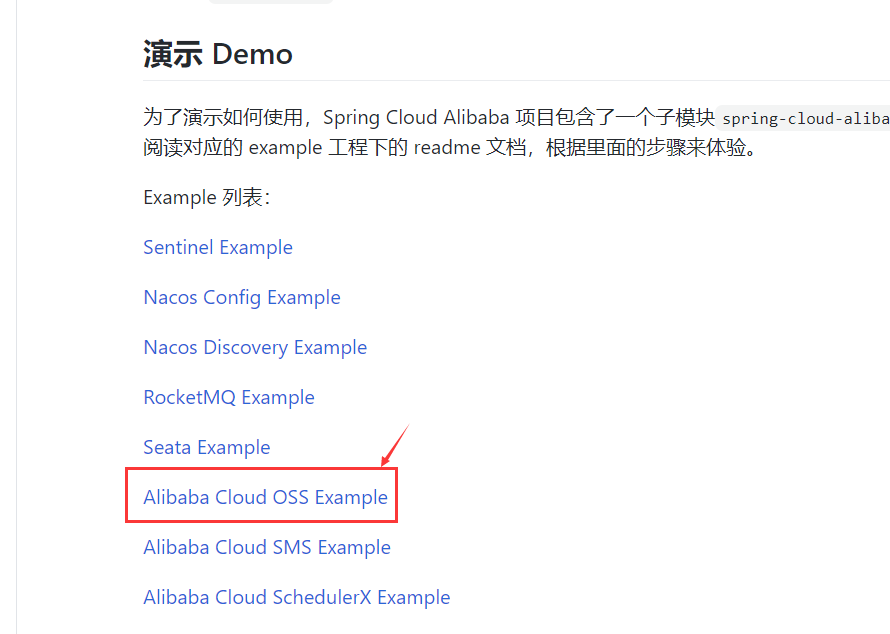 演示 Demo
为了演示如何使用，Spring Cloud Alibaba 项目包含了一个子模块 spring-cloud-aliba
阅读对应的 example 工程下的 readme 文档，根据里面的步骤来体验。
Example 列表：
Sentinel Example
Nacos Config Example
Nacos Discovery Example
RocketMQ Example
Seata Example
Alibaba Cloud OSS Example
Alibaba Cloud SMS Example
Alibaba Cloud SchedulerX Example